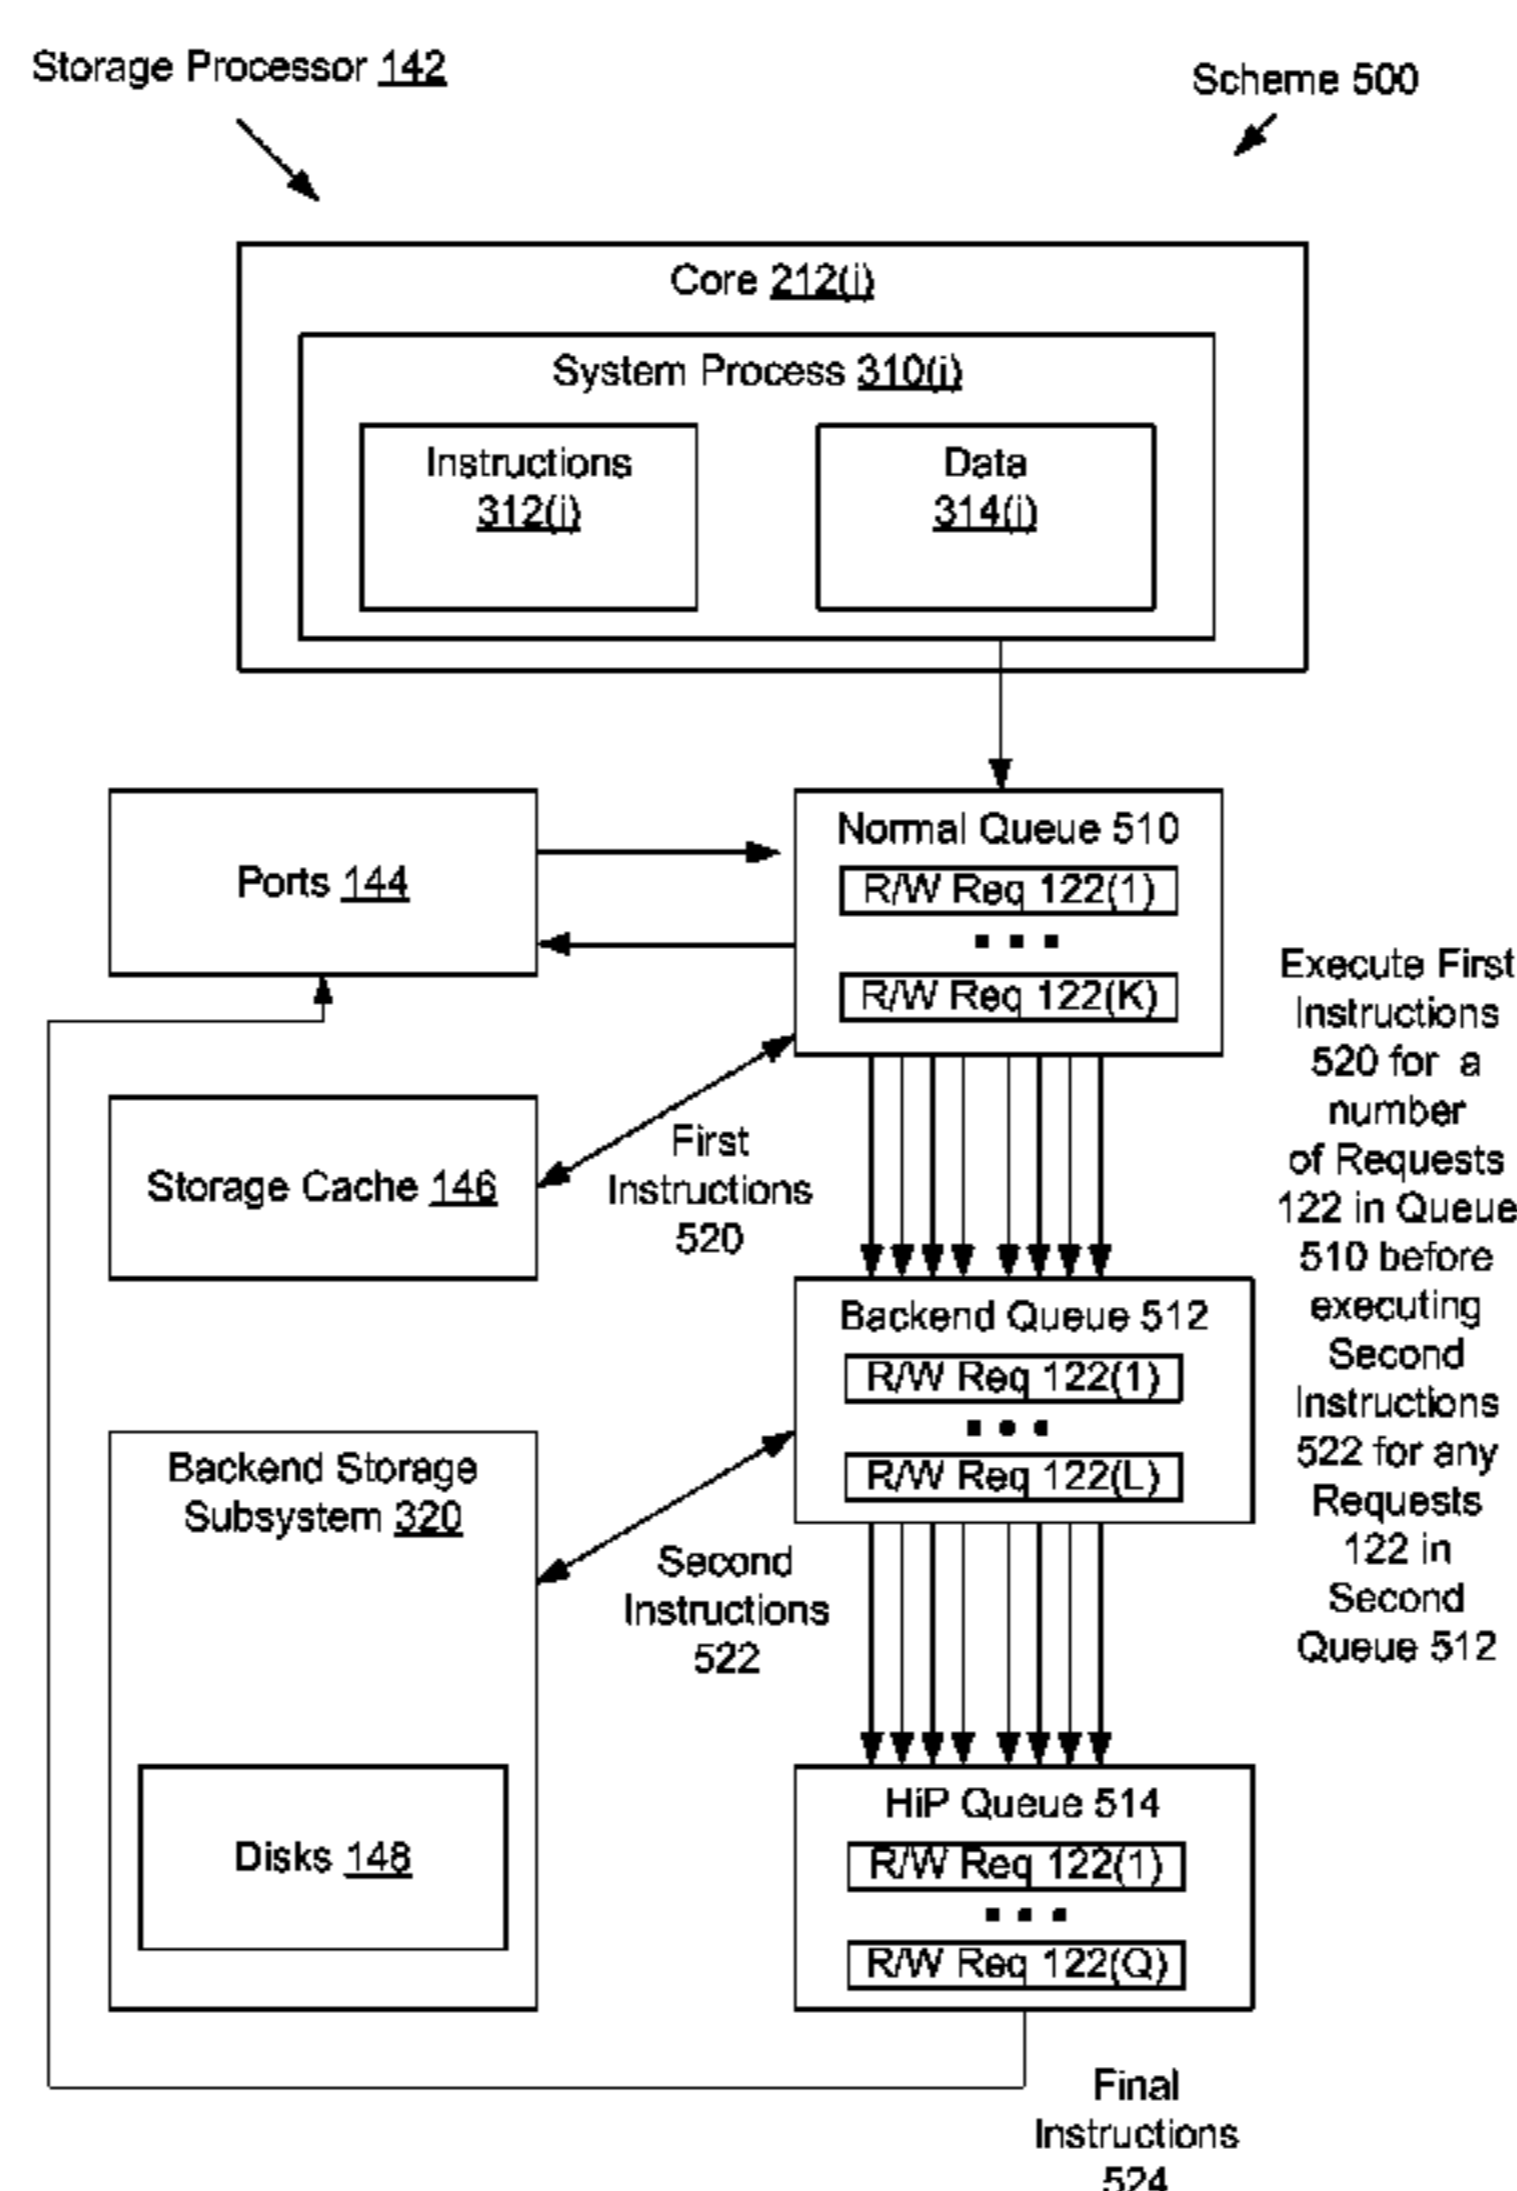 Storage Processor 142
Scheme 500
Core 212(i)
System Process 310(i)
Instructions
312(i)
Data
314(i)
Ports 144
Normal Queue 510
R/W Req 122(1)
...
R/W Req 122(K)
Storage Cache 146
First
Instructions
520
Execute First
Instructions
520 for a
number
of Requests
122 in Queue
510 before
executing
Second
Instructions
522 for any
Requests
122 in
Second
Queue 512
Backend Queue 512
R/W Req 122(1)
...
R/W Req 122(L)
Backend Storage
Subsystem 320
Second
Instructions
522
Disks 148
HiP Queue 514
R/W Req 122(1)
...
R/W Req 122(Q)
Final
Instructions
524